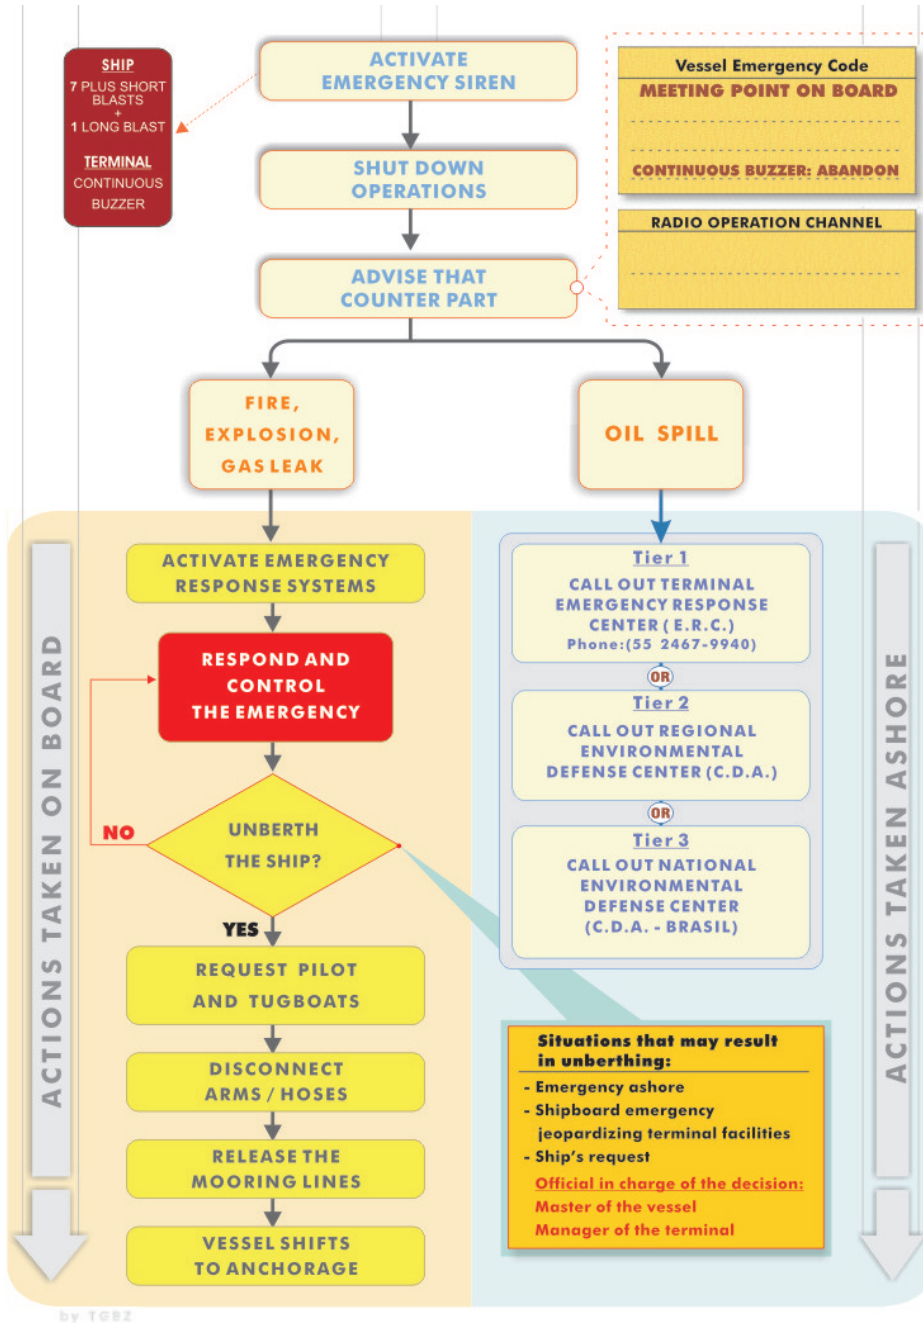 SHIP
7 PLUS SHORT
BLASTS
+
1 LONG BLAST
TERMINAL
CONTINUOUS
BUZZER
ACTIVATE
EMERGENCY SIREN
Vessel Emergency Code
MEETING POINT ON BOARD
CONTINUOUS BUZZER: ABANDON
RADIO OPERATION CHANNEL
SHUT DOWN
OPERATIONS
ADVISE THAT
COUNTER PART
FIRE,
EXPLOSION,
GAS LEAK
OIL SPILL
ACTIONS TAKEN ON BOARD
ACTIVATE EMERGENCY
RESPONSE SYSTEMS
RESPOND AND
CONTROL
THE EMERGENCY
UNBERTH
THE SHIP?
NO
YES
REQUEST PILOT
AND TUGBOATS
DISCONNECT
ARMS / HOSES
RELEASE THE
MOORING LINES
VESSEL SHIFTS
TO ANCHORAGE
Tier 1
CALL OUT TERMINAL
EMERGENCY RESPONSE
CENTER ( E.R.C.)
Phone:(55 2467-9940)
OR
Tier 2
CALL OUT REGIONAL
ENVIRONMENTAL
DEFENSE CENTER (C.D.A.)
OR
Tier 3
CALL OUT NATIONAL
ENVIRONMENTAL
DEFENSE CENTER
(C.D.A. - BRASIL)
Situations that may result
in unberthing:
- Emergency ashore
- Shipboard emergency
jeopardizing terminal facilities
- Ship's request
Official in charge of the decision:
Master of the vessel
Manager of the terminal
ACTIONS TAKEN ASHORE
by TGBZ